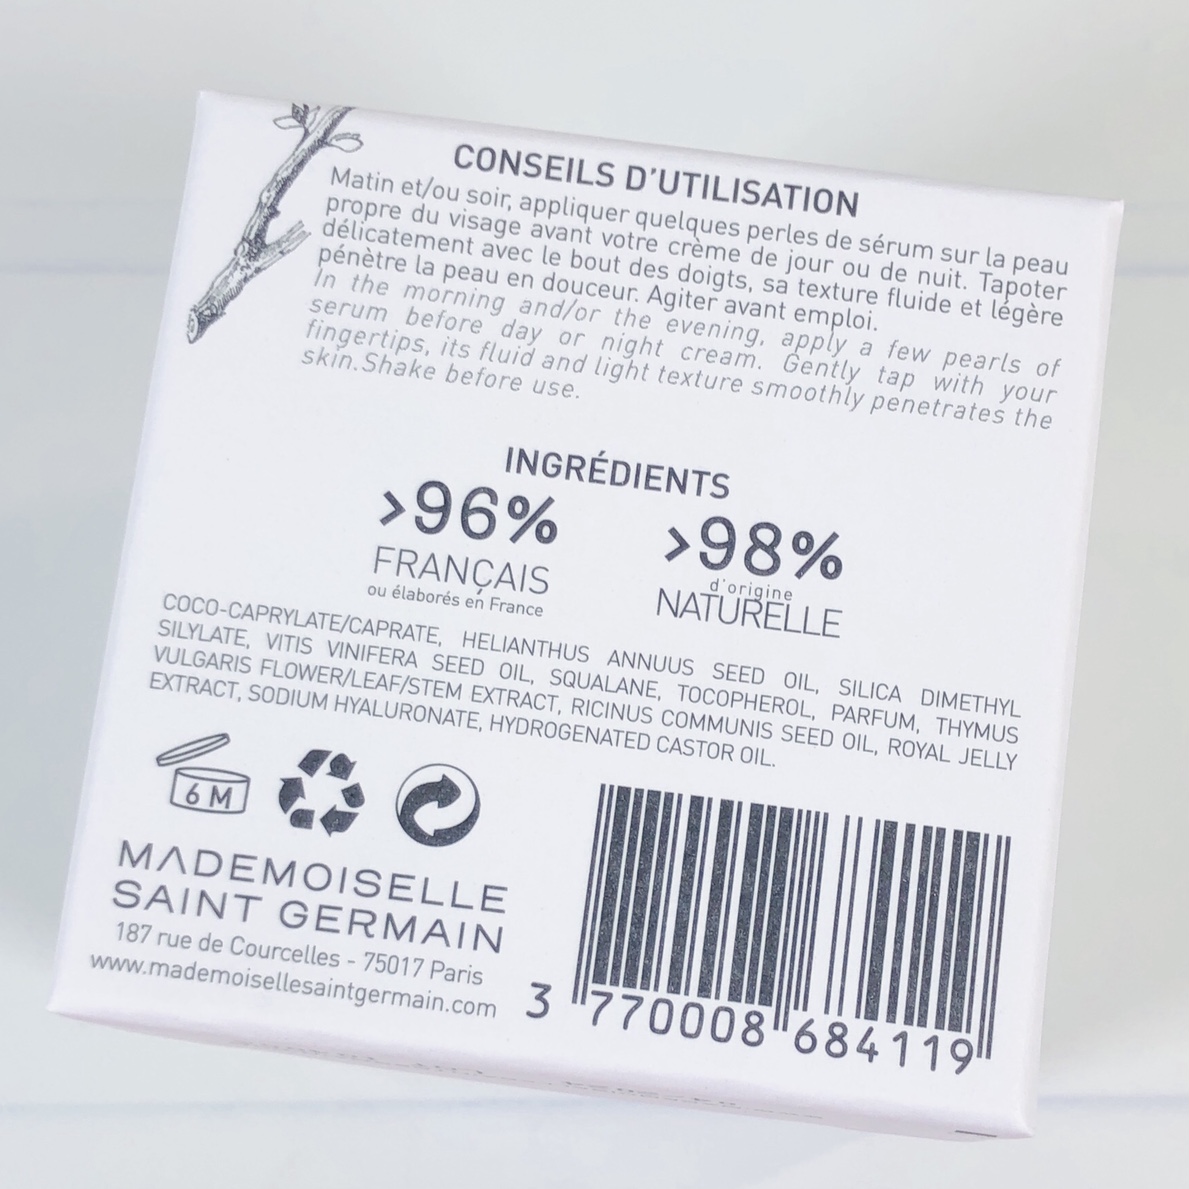 CONSEILS D'UTILISATION
Matin et/ou soir, appliquer quelques perles de sérum sur la peau
propre du visage avant votre crème de jour ou de nuit. Tapoter
délicatement avec le bout des doigts, sa texture fluide et légère
pénètre la peau en douceur. Agiter avant emploi.
In the morning and/or the evening, apply a few pearls of
serum before day or night cream. Gently tap with your
fingertips, its fluid and light texture smoothly penetrates the
skin.Shake before use.
INGRÉDIENTS
>96%
FRANÇAIS
ou élaborés en France
>98%
d'origine
NATURELLE
COCO-CAPRYLATE/CAPRATE, HELIANTHUS ANNUUS SEED OIL, SILICA DIMETHYL
SILYLATE, VITIS VINIFERA SEED OIL, SQUALANE, TOCOPHEROL, PARFUM, THYMUS
VULGARIS FLOWER/LEAF/STEM EXTRACT, RICINUS COMMUNIS SEED OIL, ROYAL JELLY
EXTRACT, SODIUM HYALURONATE, HYDROGENATED CASTOR OIL.
6 M
MADEMOISELLE
SAINT GERMAIN
187 rue de Courcelles - 75017 Paris
www.mademoisellesaintgermain.com
3 770008 684119